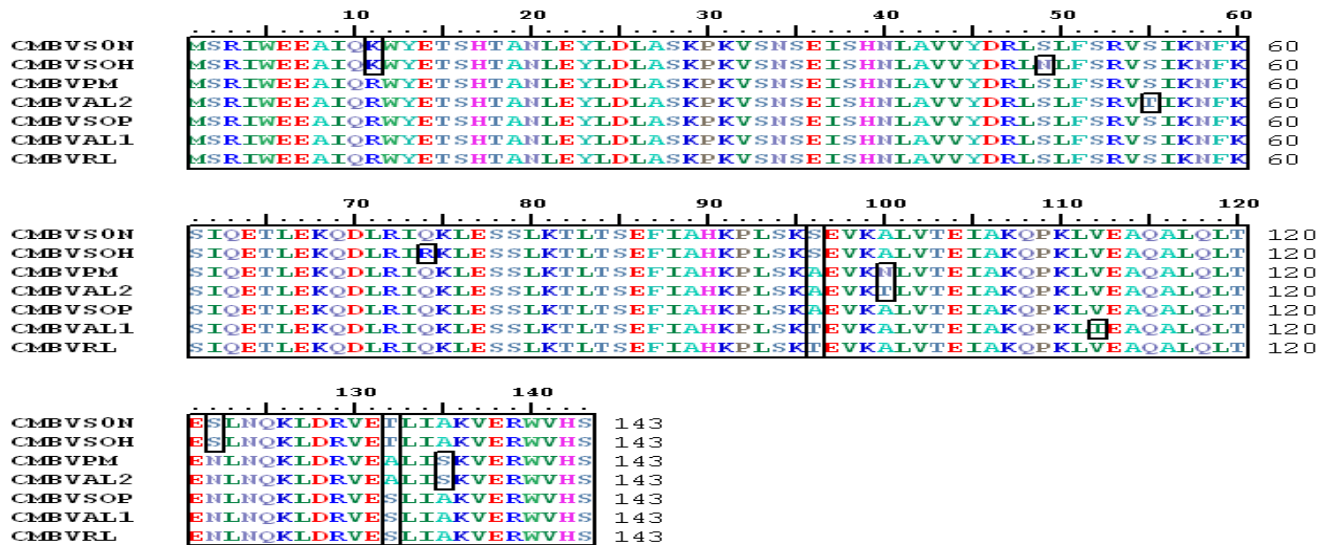 10 20 30 40 50 60
CMBVSON MSRIWEEAIQKWYETSHTANLEYLDLASKPKVSNSEISHNLAVVYDRLSLFSRVSIKNFK 60
CMBVSOH MSRIWEEAIQKWYETSHTANLEYLDLASKPKVSNSEISHNLAVVYDRLNLFSRVSIKNFK 60
CMBVPM MSRIWEEAIQRWYETSHTANLEYLDLASKPKVSNSEISHNLAVVYDRLSLFSRVSIKNFK 60
CMBVAL2 MSRIWEEAIQRWYETSHTANLEYLDLASKPKVSNSEISHNLAVVYDRLSLFSRVTIKNFK 60
CMBVSOP MSRIWEEAIQRWYETSHTANLEYLDLASKPKVSNSEISHNLAVVYDRLSLFSRVSIKNFK 60
CMBVAL1 MSRIWEEAIQRWYETSHTANLEYLDLASKPKVSNSEISHNLAVVYDRLSLFSRVSIKNFK 60
CMBVRL MSRIWEEAIQRWYETSHTANLEYLDLASKPKVSNSEISHNLAVVYDRLSLFSRVSIKNFK 60
70 80 90 100 110 120
CMBVSON SIQETLEKQDLRIQKLESSLKTLTSEFIAHKPLSKSEVKALVTEIAKQPKLVEAQALQLT 120
CMBVSOH SIQETLEKQDLRIRKLESSLKTLTSEFIAHKPLSKSEVKALVTEIAKQPKLVEAQALQLT 120
CMBVPM SIQETLEKQDLRIQKLESSLKTLTSEFIAHKPLSKAEVKNLVTEIAKQPKLVEAQALQLT 120
CMBVAL2 SIQETLEKQDLRIQKLESSLKTLTSEFIAHKPLSKAEVKTLVTEIAKQPKLVEAQALQLT 120
CMBVSOP SIQETLEKQDLRIQKLESSLKTLTSEFIAHKPLSKAEVKALVTEIAKQPKLVEAQALQLT 120
CMBVAL1 SIQETLEKQDLRIQKLESSLKTLTSEFIAHKPLSKTEVKALVTEIAKQPKLIEAQALQLT 120
CMBVRL SIQETLEKQDLRIQKLESSLKTLTSEFIAHKPLSKTEVKALVTEIAKQPKLVEAQALQLT 120
130 140
CMBVSON ESLNQKLDRVETLIAKVERWVHS 143
CMBVSOH ESLNQKLDRVETLIAKVERWVHS 143
CMBVPM ENLNQKLDRVEALISKVERWVHS 143
CMBVAL2 ENLNQKLDRVEALISKVERWVHS 143
CMBVSOP ENLNQKLDRVESLIAKVERWVHS 143
CMBVAL1 ENLNQKLDRVESLIAKVERWVHS 143
CMBVRL ENLNQKLDRVESLIAKVERWVHS 143